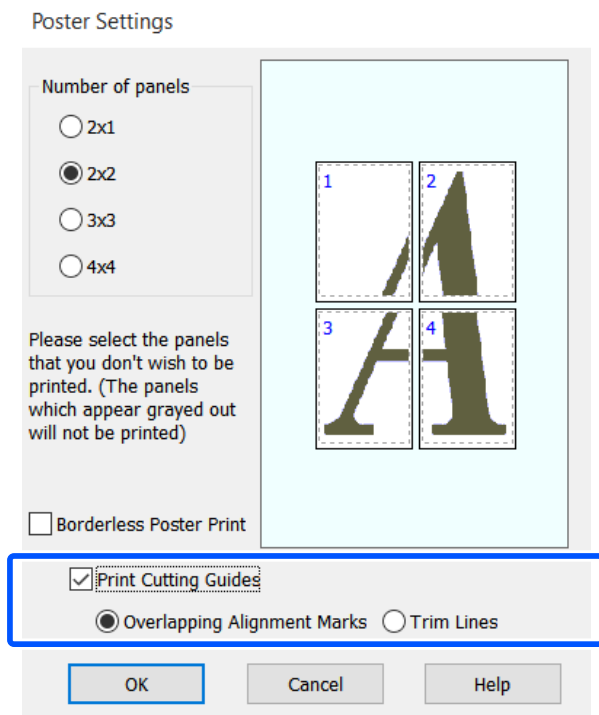 Poster Settings
Number of panels
2x1
2x2
3x3
4x4
1
2
3
4
Please select the panels
that you don't wish to be
printed. (The panels
which appear grayed out
will not be printed)
Borderless Poster Print
Print Cutting Guides
Overlapping Alignment Marks Trim Lines
OK Cancel Help